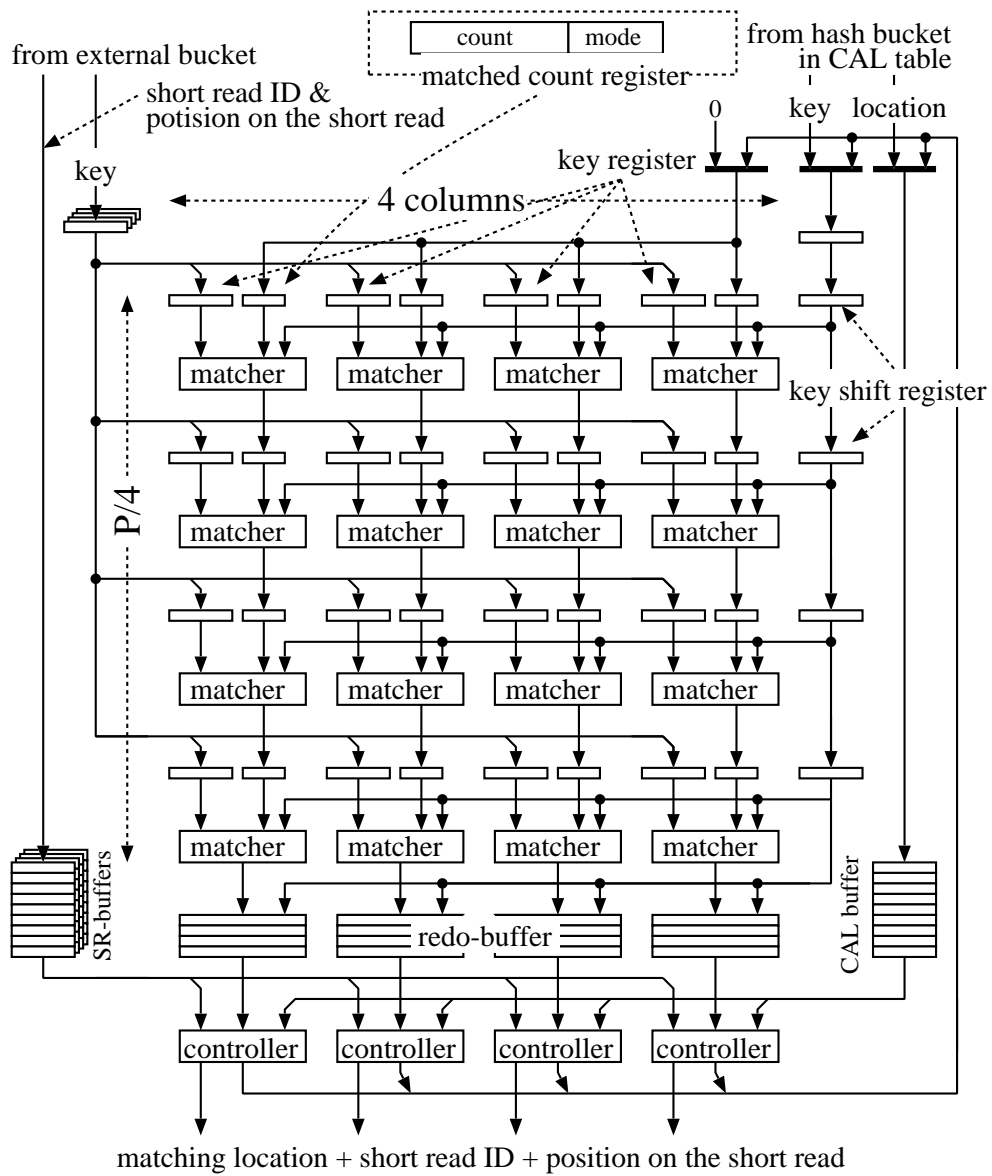 count mode
from hash bucket
in CAL table
from external bucket
matched count register
short read ID &
potision on the short read
0 key location
key register
key
4 columns
matcher matcher matcher matcher
key shift register
P/4
matcher matcher matcher matcher
matcher matcher matcher matcher
matcher matcher matcher matcher
SR-buffers
CAL buffer
redo-buffer
controller controller controller controller
matching location + short read ID + position on the short read